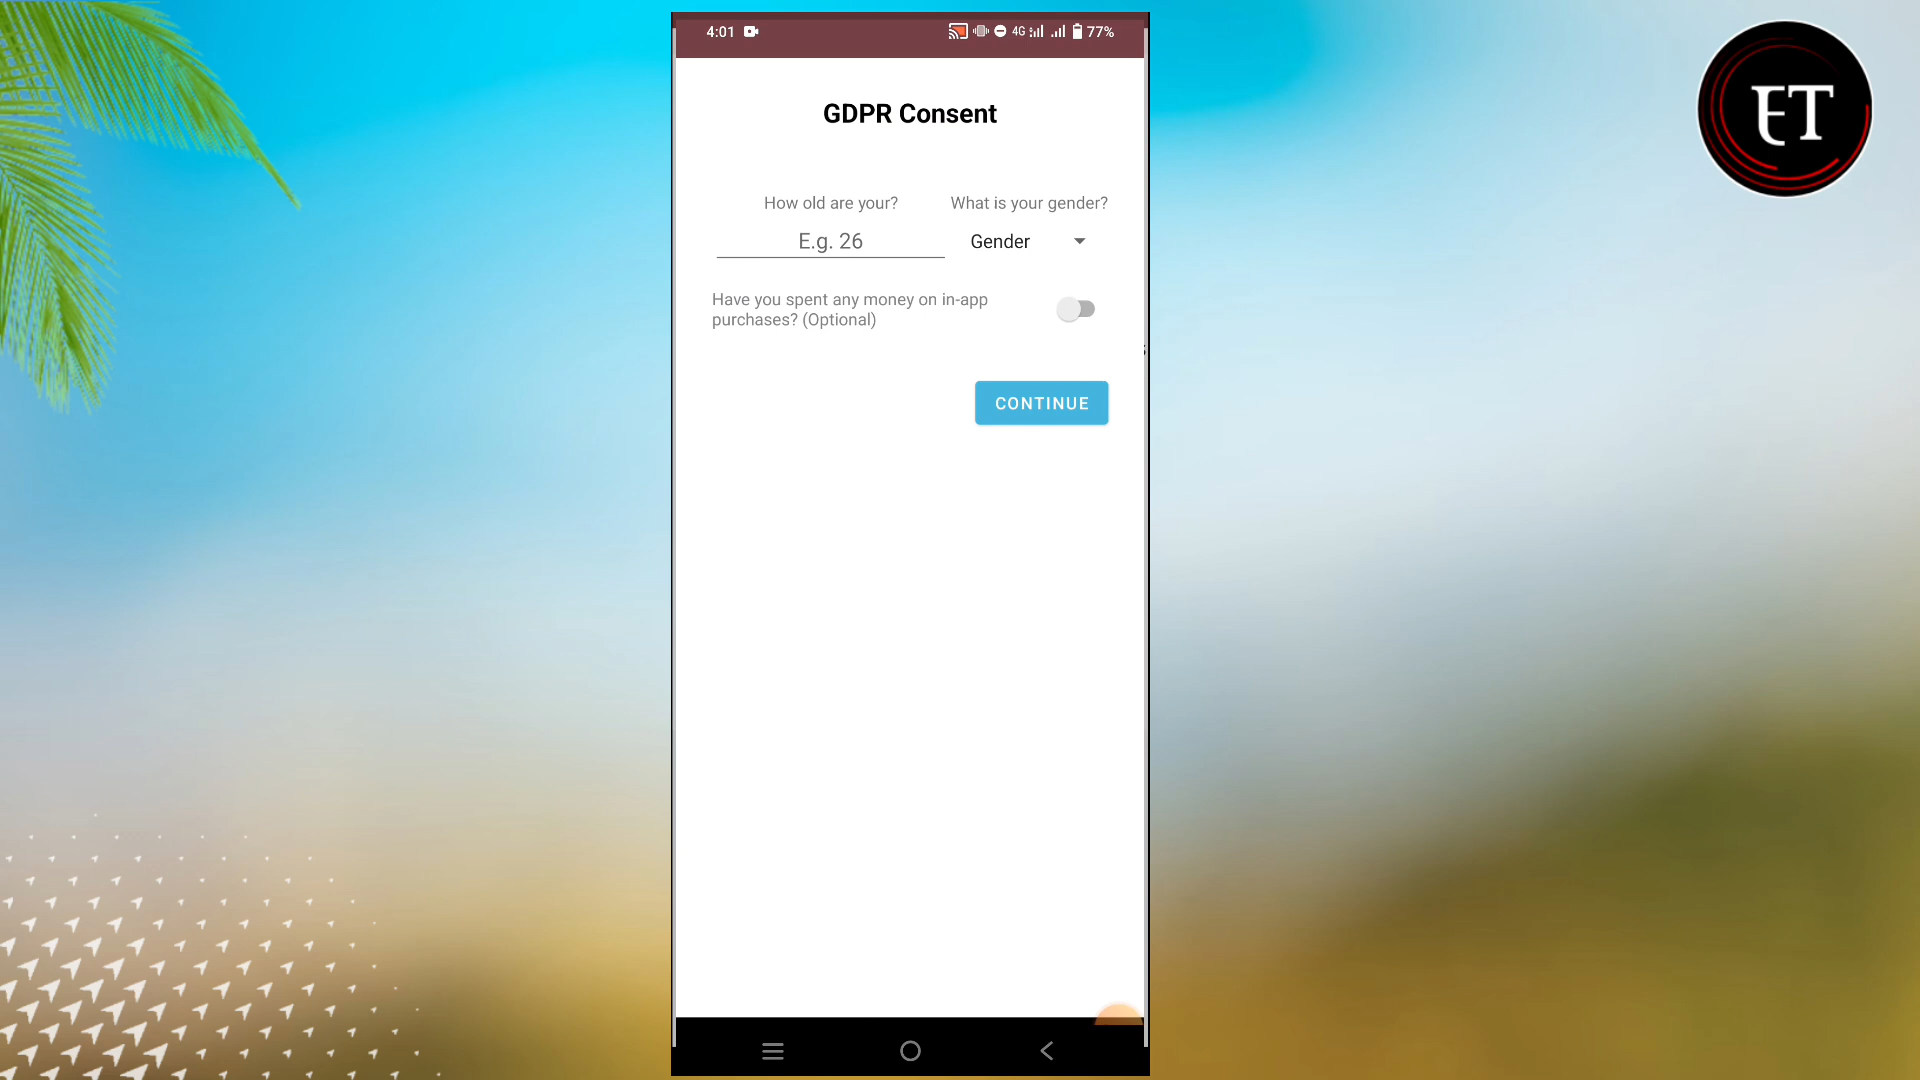 4:01
4G
77%
ET
GDPR Consent
How old are your?
What is your gender?
E.g. 26
Gender
Have you spent any money on in-app
purchases? (Optional)
CONTINUE